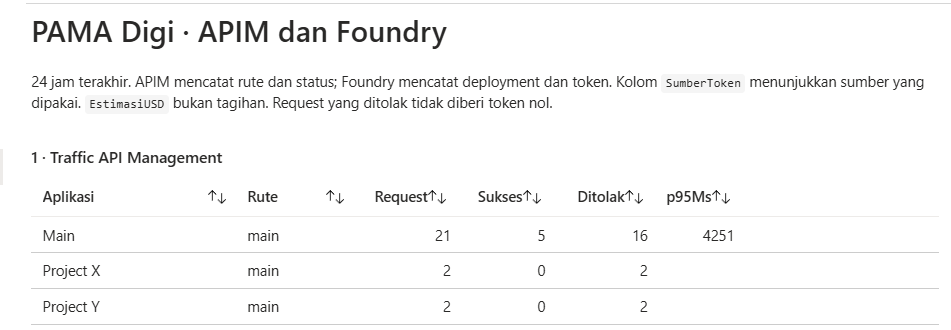 PAMA Digi · APIM dan Foundry
24 jam terakhir. APIM mencatat rute dan status; Foundry mencatat deployment dan token. Kolom SumberToken menunjukkan sumber yang
dipakai. EstimasiUSD bukan tagihan. Request yang ditolak tidak diberi token nol.
1 · Traffic API Management
Aplikasi ↑↓ Rute ↑↓ Request↑↓ Sukses↑↓ Ditolak↑↓ p95Ms↑↓
Main main 21 5 16 4251
Project X main 2 0 2
Project Y main 2 0 2